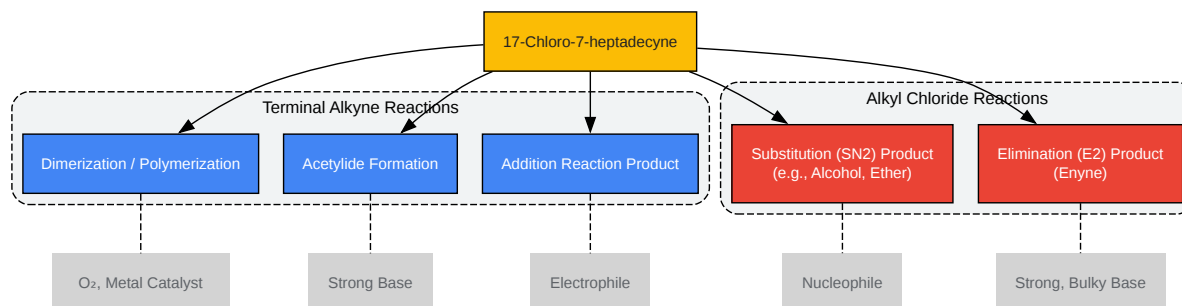 17-Chloro-7-heptadecyne
Terminal Alkyne Reactions
Alkyl Chloride Reactions
Dimerization / Polymerization
Acetylide Formation
Addition Reaction Product
Substitution (SN2) Product
(e.g., Alcohol, Ether)
Elimination (E2) Product
(Enyne)
O₂, Metal Catalyst
Strong Base
Electrophile
Nucleophile
Strong, Bulky Base